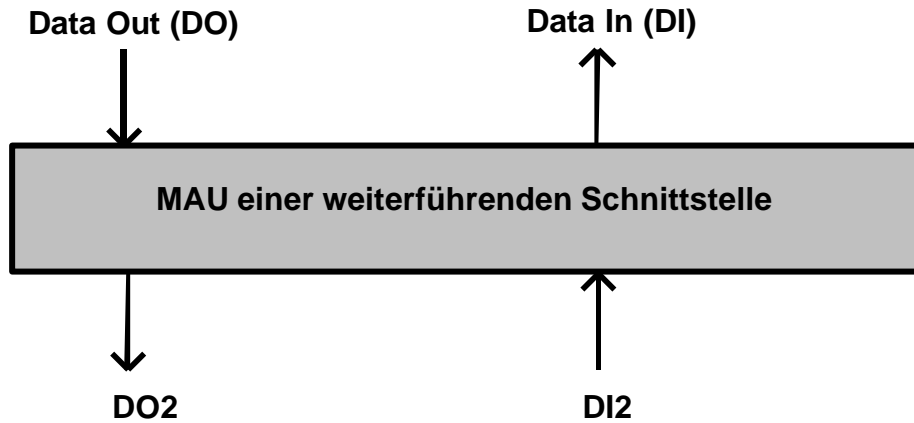 Data Out (DO)
Data In (DI)
MAU einer weiterführenden Schnittstelle
DO2
DI2